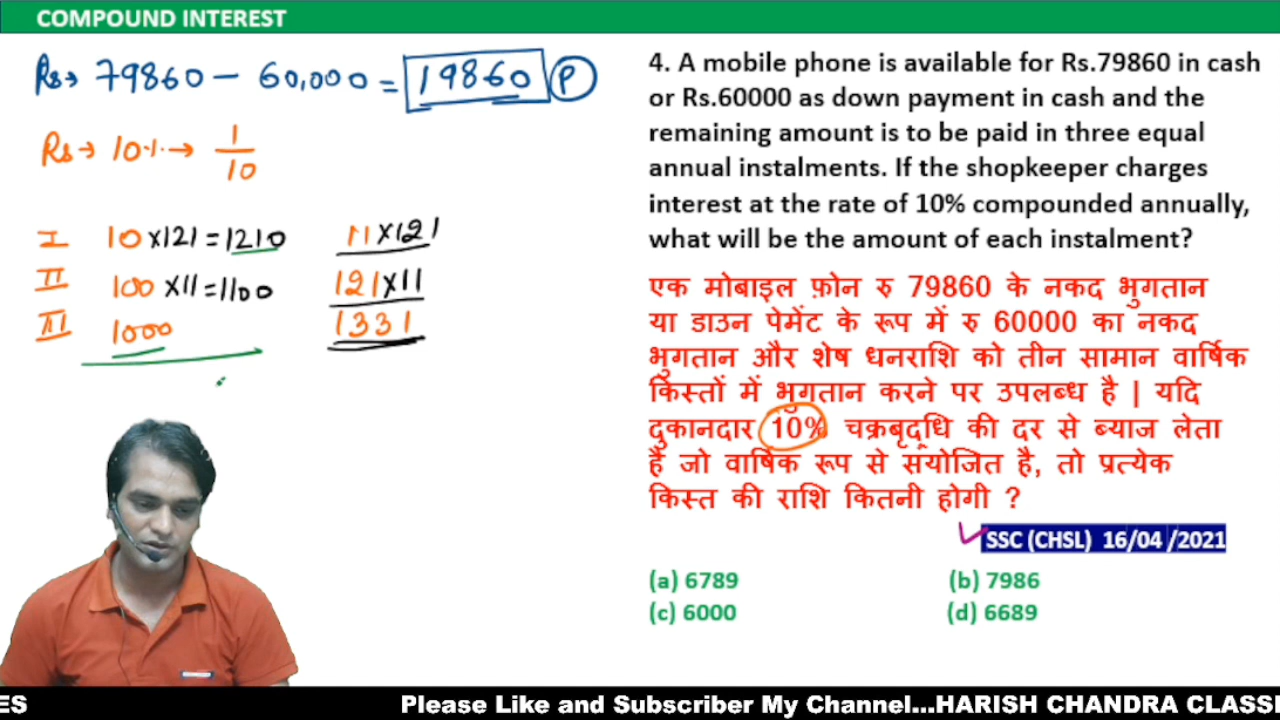 COMPOUND INTEREST
Rs→ 79860 – 60,000 = 19860 P
Rs→ 10%→ 1/10
I 10 ×121 = 1210 11×121
II 100 ×11 = 1100 121×11
III 1000 1331
4. A mobile phone is available for Rs.79860 in cash
or Rs.60000 as down payment in cash and the
remaining amount is to be paid in three equal
annual instalments. If the shopkeeper charges
interest at the rate of 10% compounded annually,
what will be the amount of each instalment?
एक मोबाइल फ़ोन रु 79860 के नकद भुगतान
या डाउन पेमेंट के रूप में रु 60000 का नकद
भुगतान और शेष धनराशि को तीन सामान वार्षिक
किस्तों में भुगतान करने पर उपलब्ध है | यदि
दुकानदार 10% चक्रबृद्धि की दर से ब्याज लेता
है जो वार्षिक रूप से संयोजित है, तो प्रत्येक
किस्त की राशि कितनी होगी ?
SSC (CHSL) 16/04 /2021
(a) 6789 (b) 7986
(c) 6000 (d) 6689
ES Please Like and Subscriber My Channel...HARISH CHANDRA CLASS